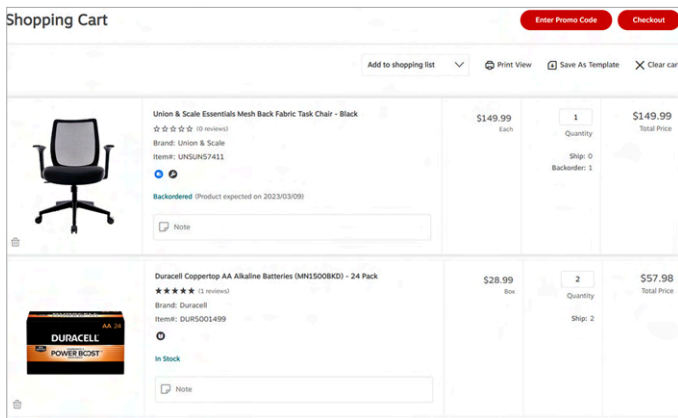 Shopping Cart
Enter Promo Code
Checkout
Add to shopping list
Print View
Save As Template
Clear car
Union & Scale Essentials Mesh Back Fabric Task Chair - Black
(0 reviews)
Brand: Union & Scale
Item#: UNSUN57411
Backordered (Product expected on 2023/03/09)
Note
$149.99
Each
1
Quantity
Ship: 0
Backorder: 1
$149.99
Total Price
Duracell Coppertop AA Alkaline Batteries (MN1500BKD) - 24 Pack
(1 reviews)
Brand: Duracell
Item#: DUR5001499
In Stock
Note
$28.99
Box
2
Quantity
Ship: 2
$57.98
Total Price
AA 24
DURACELL
POWER BOOST